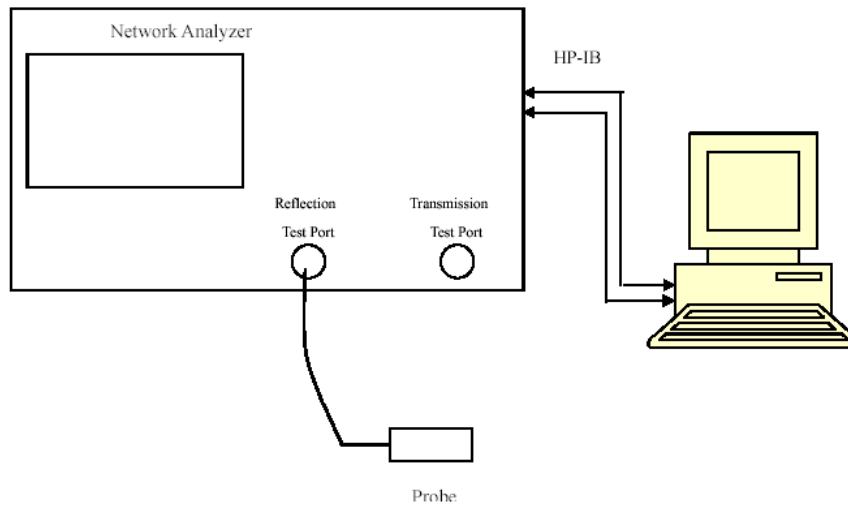 Network Analyzer
HP-IB
Reflection
Test Port
Transmission
Test Port
Probe